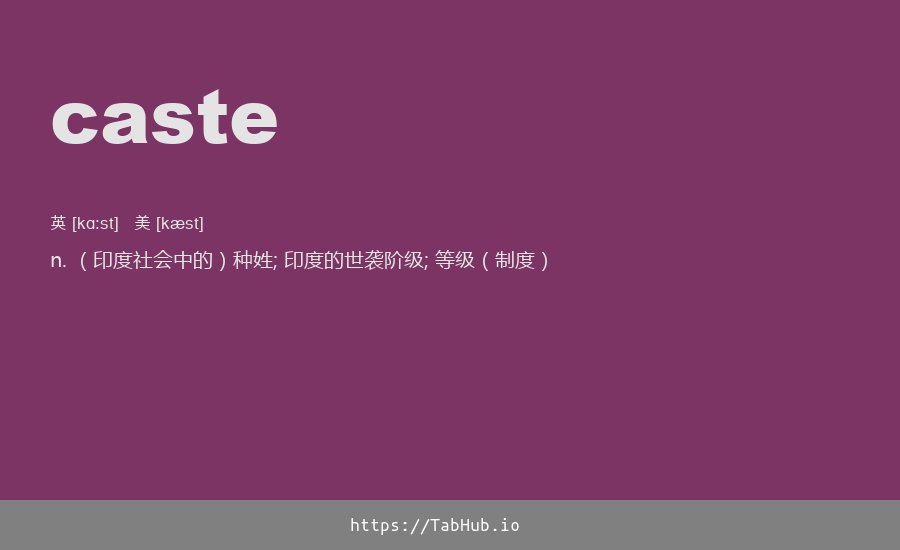 caste
英 [kɑːst] 美 [kæst]
n. （印度社会中的）种姓; 印度的世袭阶级; 等级（制度）
https://TabHub.io